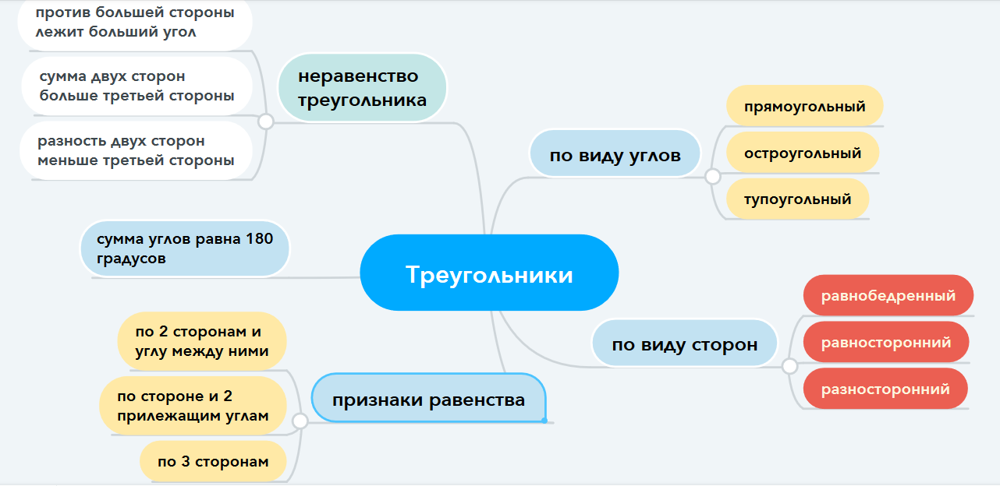 против большей стороны
лежит больший угол
сумма двух сторон
больше третьей стороны
разность двух сторон
меньше третьей стороны
неравенство
треугольника
сумма углов равна 180
градусов
по 2 сторонам и
углу между ними
по стороне и 2
прилежащим углам
по 3 сторонам
признаки равенства
Треугольники
по виду углов
прямоугольный
остроугольный
тупоугольный
по виду сторон
равнобедренный
равносторонний
разносторонний